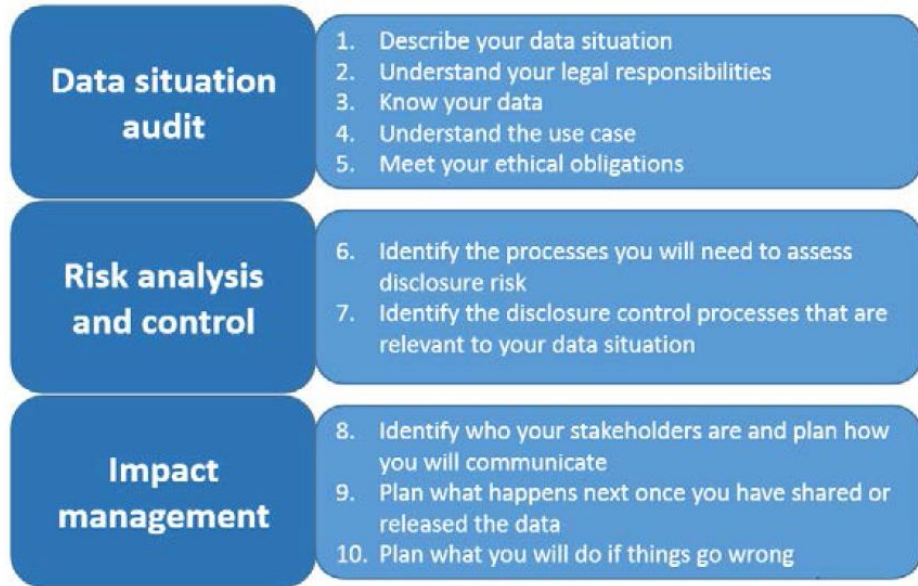 Data situation
audit
1. Describe your data situation
2. Understand your legal responsibilities
3. Know your data
4. Understand the use case
5. Meet your ethical obligations
Risk analysis
and control
6. Identify the processes you will need to assess
disclosure risk
7. Identify the disclosure control processes that are
relevant to your data situation
Impact
management
8. Identify who your stakeholders are and plan how
you will communicate
9. Plan what happens next once you have shared or
released the data
10. Plan what you will do if things go wrong